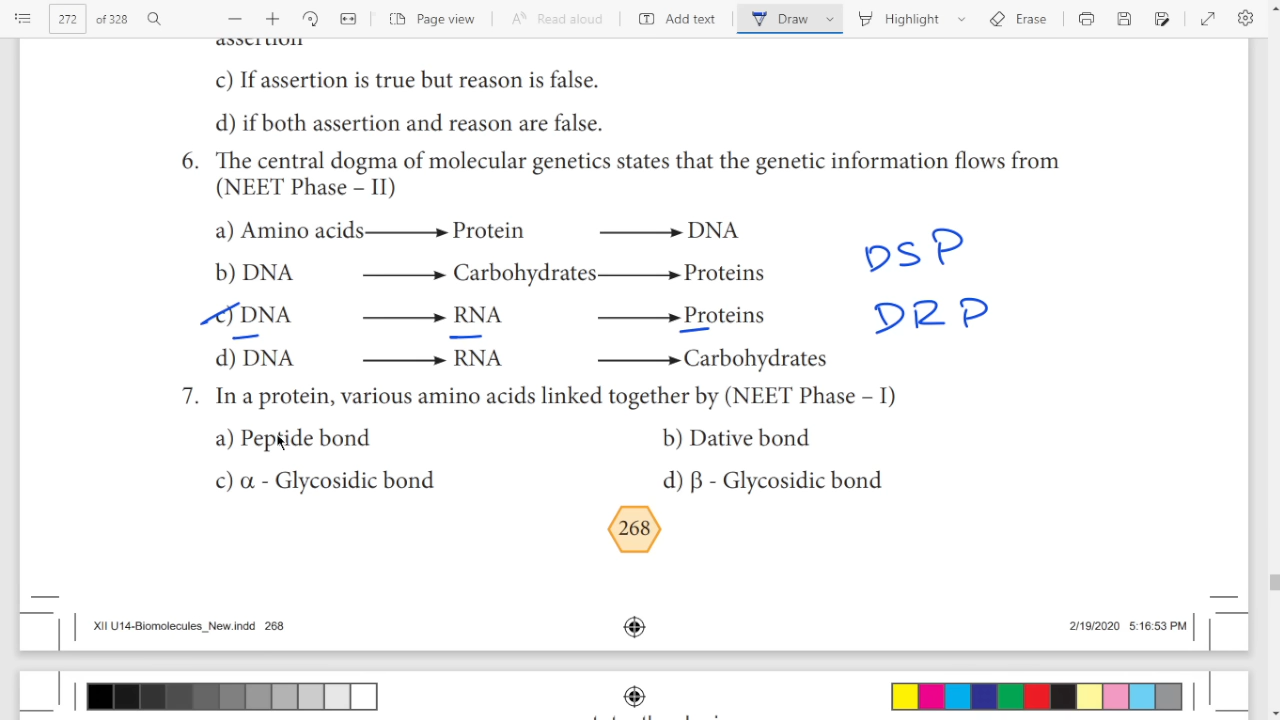 272 of 328 Page view Read aloud Add text Draw Highlight Erase
assertion
c) If assertion is true but reason is false.
d) if both assertion and reason are false.
6. The central dogma of molecular genetics states that the genetic information flows from
(NEET Phase – II)
a) Amino acids → Protein → DNA
b) DNA → Carbohydrates → Proteins
DSP
c) DNA → RNA → Proteins
DRP
d) DNA → RNA → Carbohydrates
7. In a protein, various amino acids linked together by (NEET Phase – I)
a) Peptide bond b) Dative bond
c) α - Glycosidic bond d) β - Glycosidic bond
268
XII U14-Biomolecules_New.indd 268 2/19/2020 5:16:53 PM